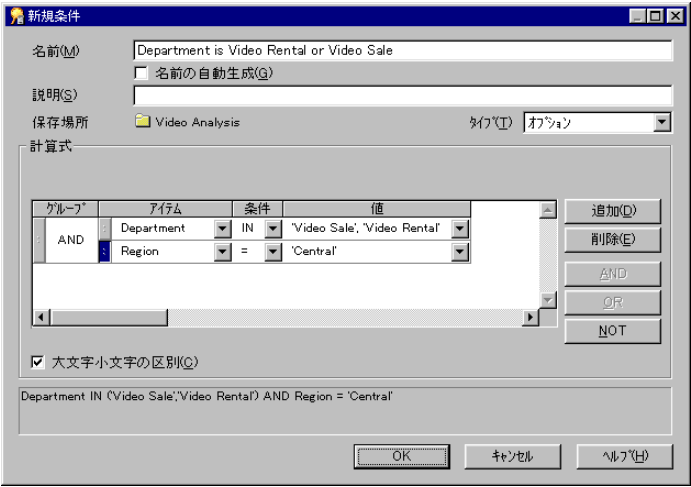 新規条件
名前(M) Department is Video Rental or Video Sale
名前の自動生成(G)
説明(S)
保存場所 Video Analysis ﾀｲﾌﾟ(T) ｵﾌﾟｼｮﾝ
計算式
ｸﾞﾙｰﾌﾟ ｱｲﾃﾑ 条件 値
AND
Department IN 'Video Sale', 'Video Rental'
Region = 'Central'
追加(D)
削除(E)
AND
OR
NOT
大文字小文字の区別(C)
Department IN ('Video Sale','Video Rental') AND Region = 'Central'
OK ｷｬﾝｾﾙ ﾍﾙﾌﾟ(H)